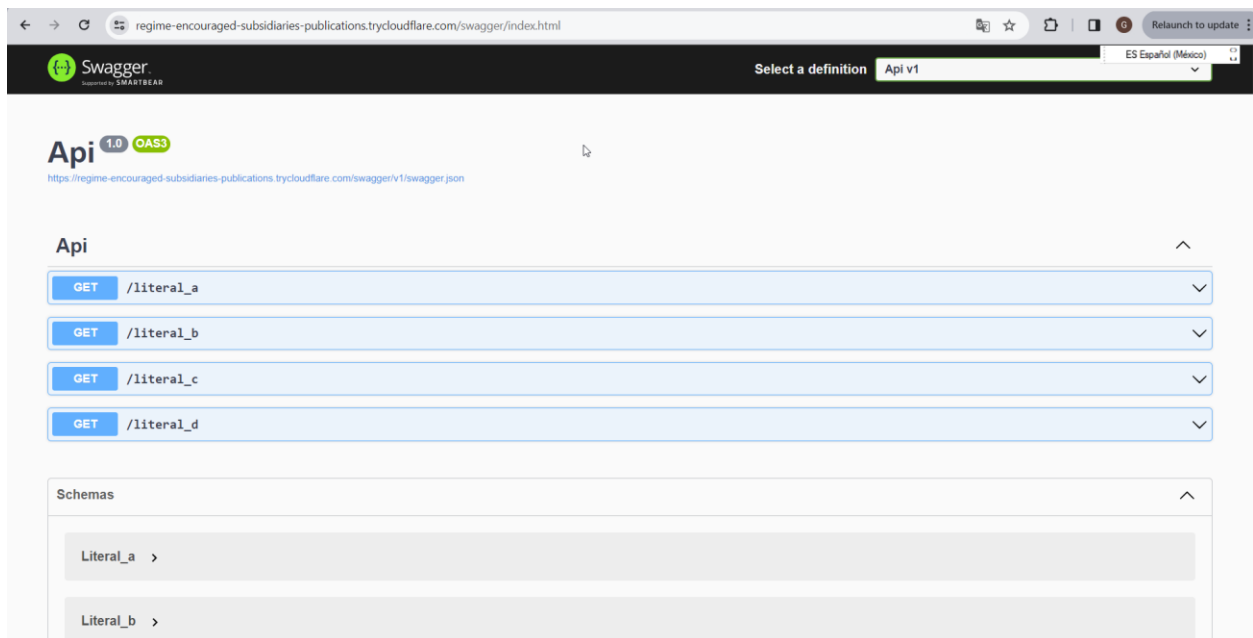 regime-encouraged-subsidiaries-publications.trycloudflare.com/swagger/index.html
G
Relaunch to update
ES Español (México)
{···} Swagger.
Supported by SMARTBEAR
Select a definition
Api v1
Api 1.0 OAS3
https://regime-encouraged-subsidiaries-publications.trycloudflare.com/swagger/v1/swagger.json
Api
GET /literal_a
GET /literal_b
GET /literal_c
GET /literal_d
Schemas
Literal_a >
Literal_b >